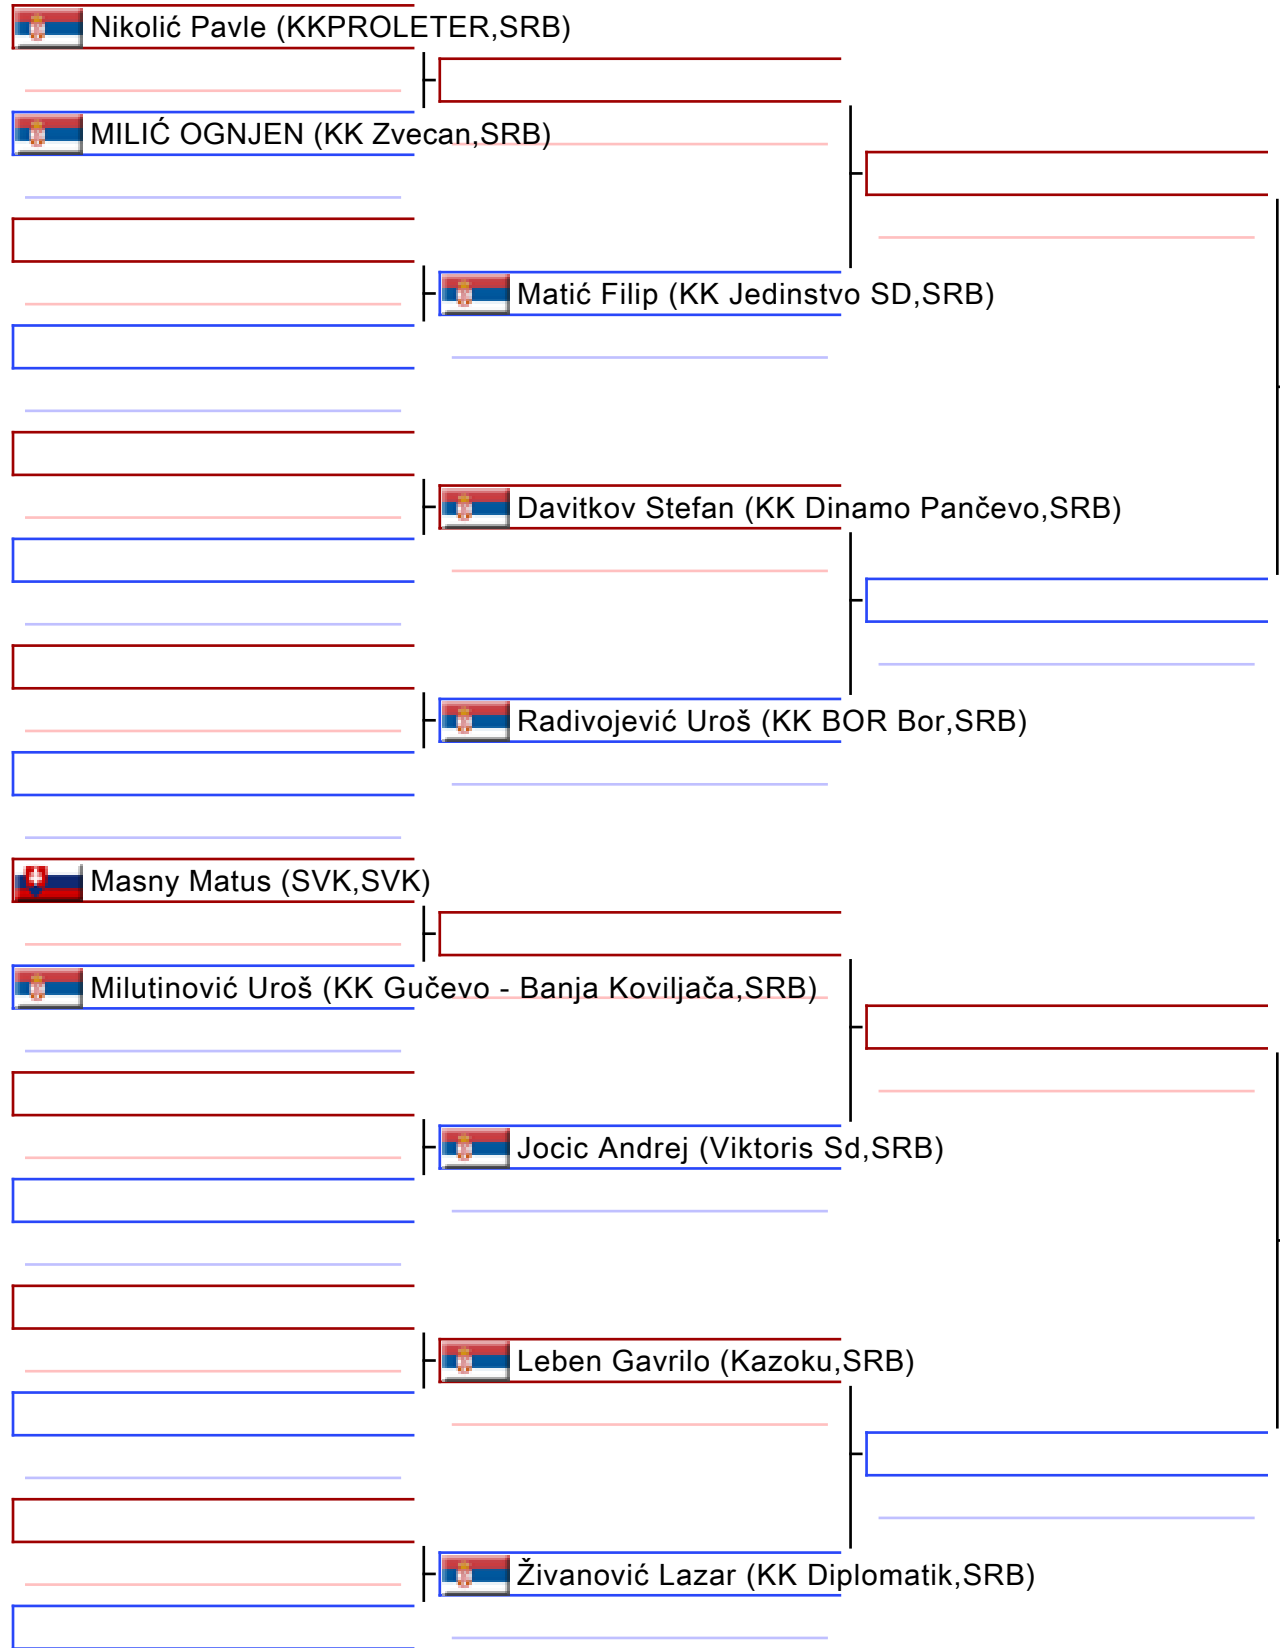 Nikolić Pavle (KKPROLETER,SRB)
MILIĆ OGNJEN (KK Zvecan,SRB)
Matić Filip (KK Jedinstvo SD,SRB)
Davitkov Stefan (KK Dinamo Pančevo,SRB)
Radivojević Uroš (KK BOR Bor,SRB)
Masny Matus (SVK,SVK)
Milutinović Uroš (KK Gučevo - Banja Koviljača,SRB)
Jocic Andrej (Viktoris Sd,SRB)
Leben Gavrilo (Kazoku,SRB)
Živanović Lazar (KK Diplomatik,SRB)